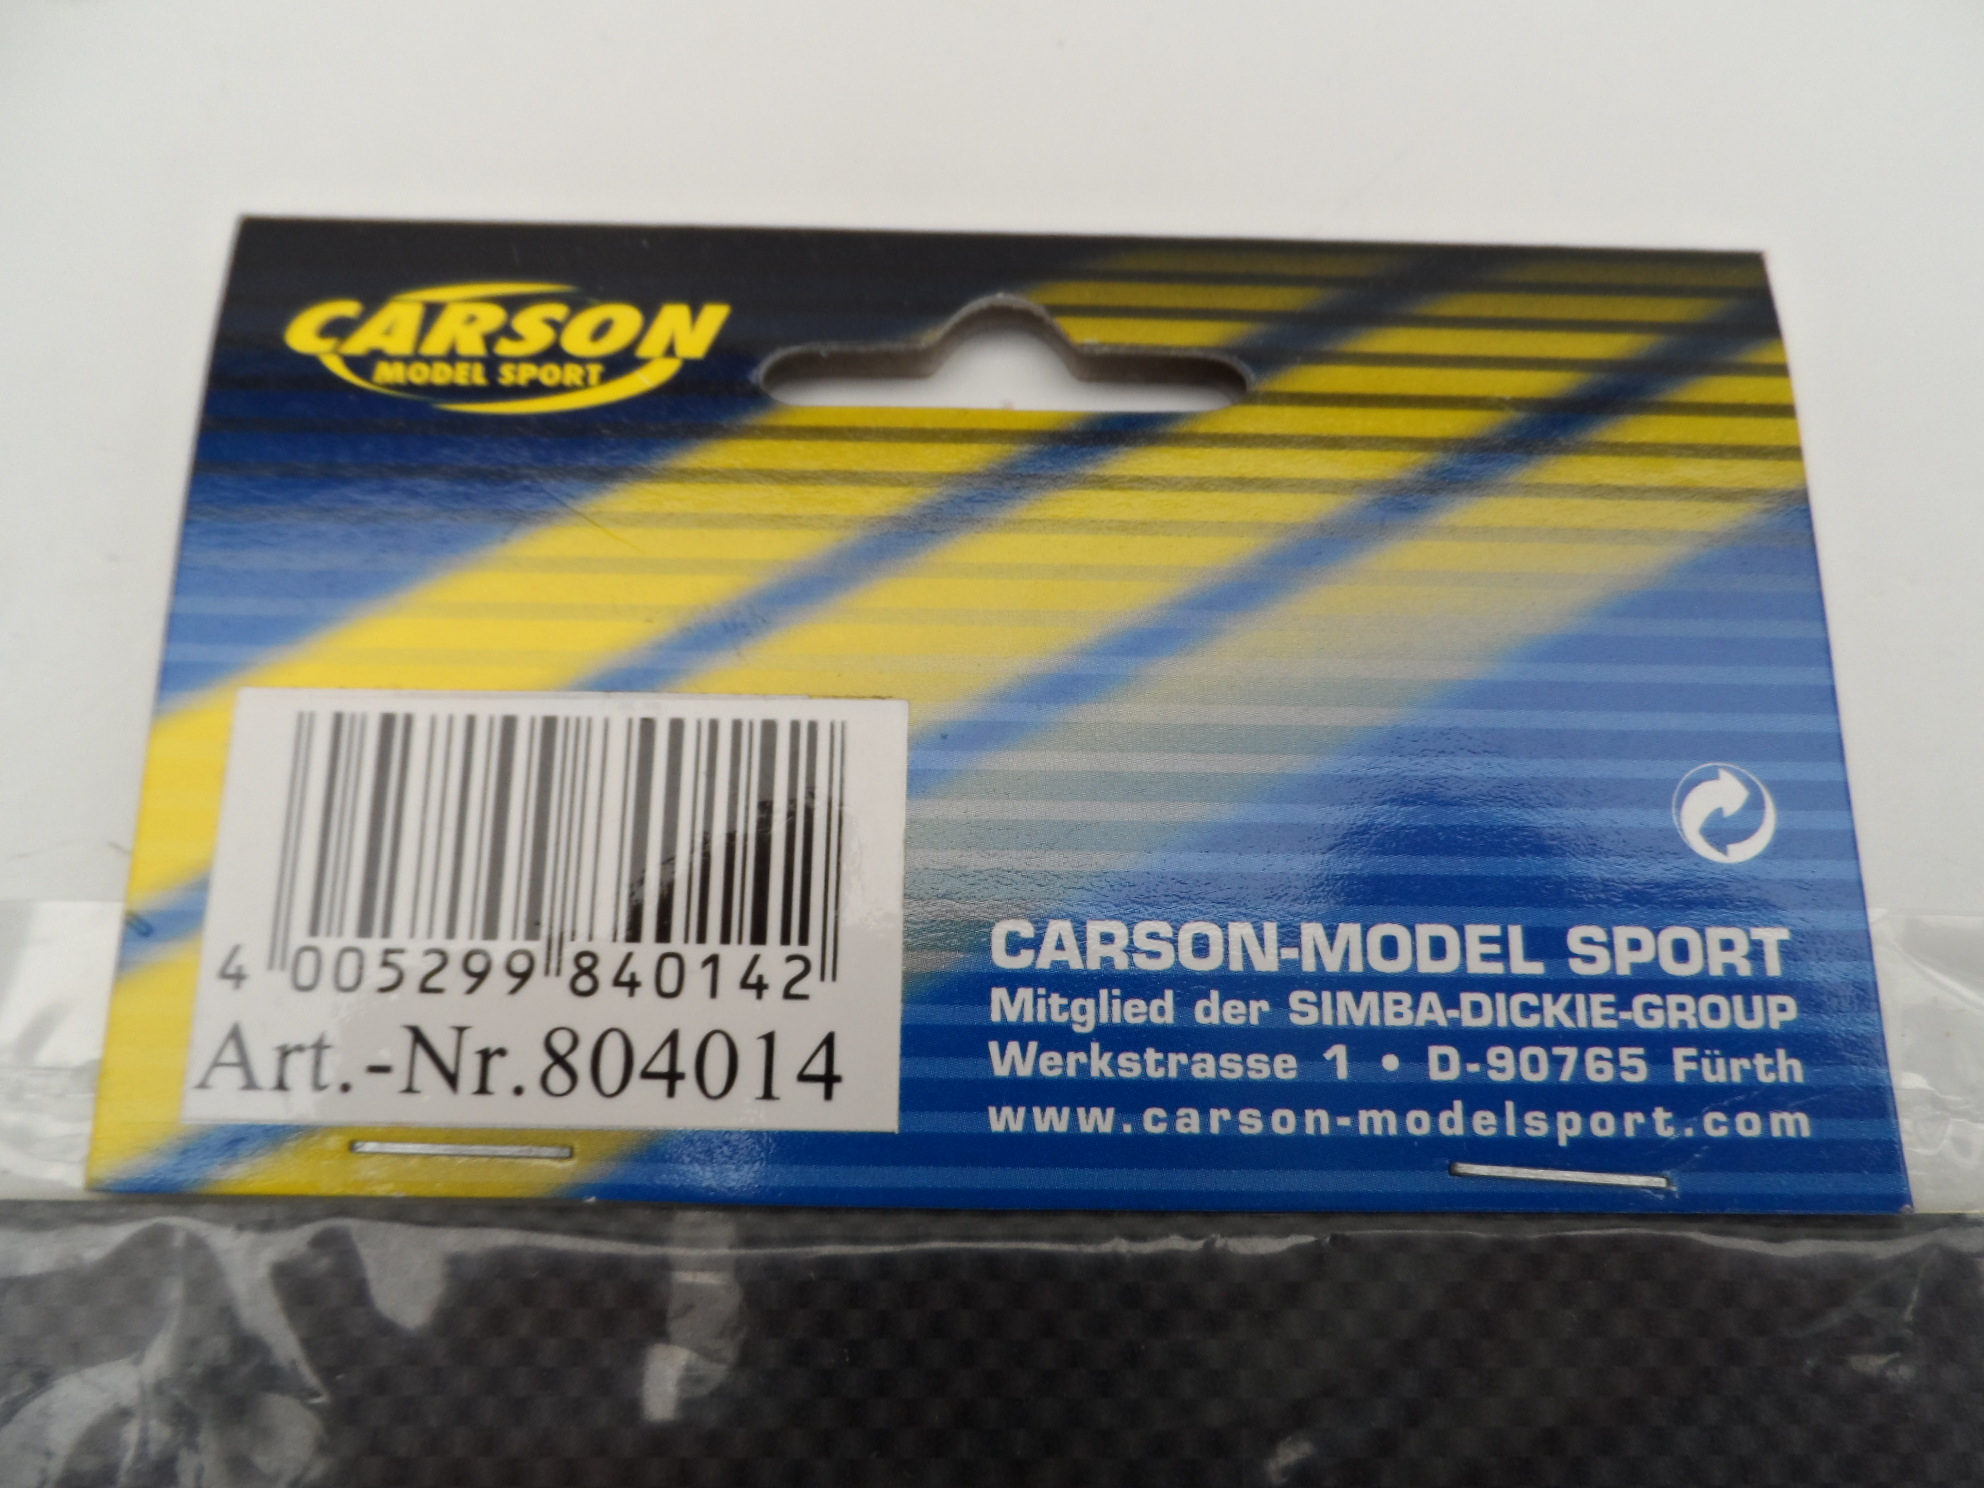 CARSON
MODEL SPORT
4 005299 840142
Art.-Nr.804014
CARSON-MODEL SPORT
Mitglied der SIMBA-DICKIE-GROUP
Werkstrasse 1 • D-90765 Fürth
www.carson-modelsport.com